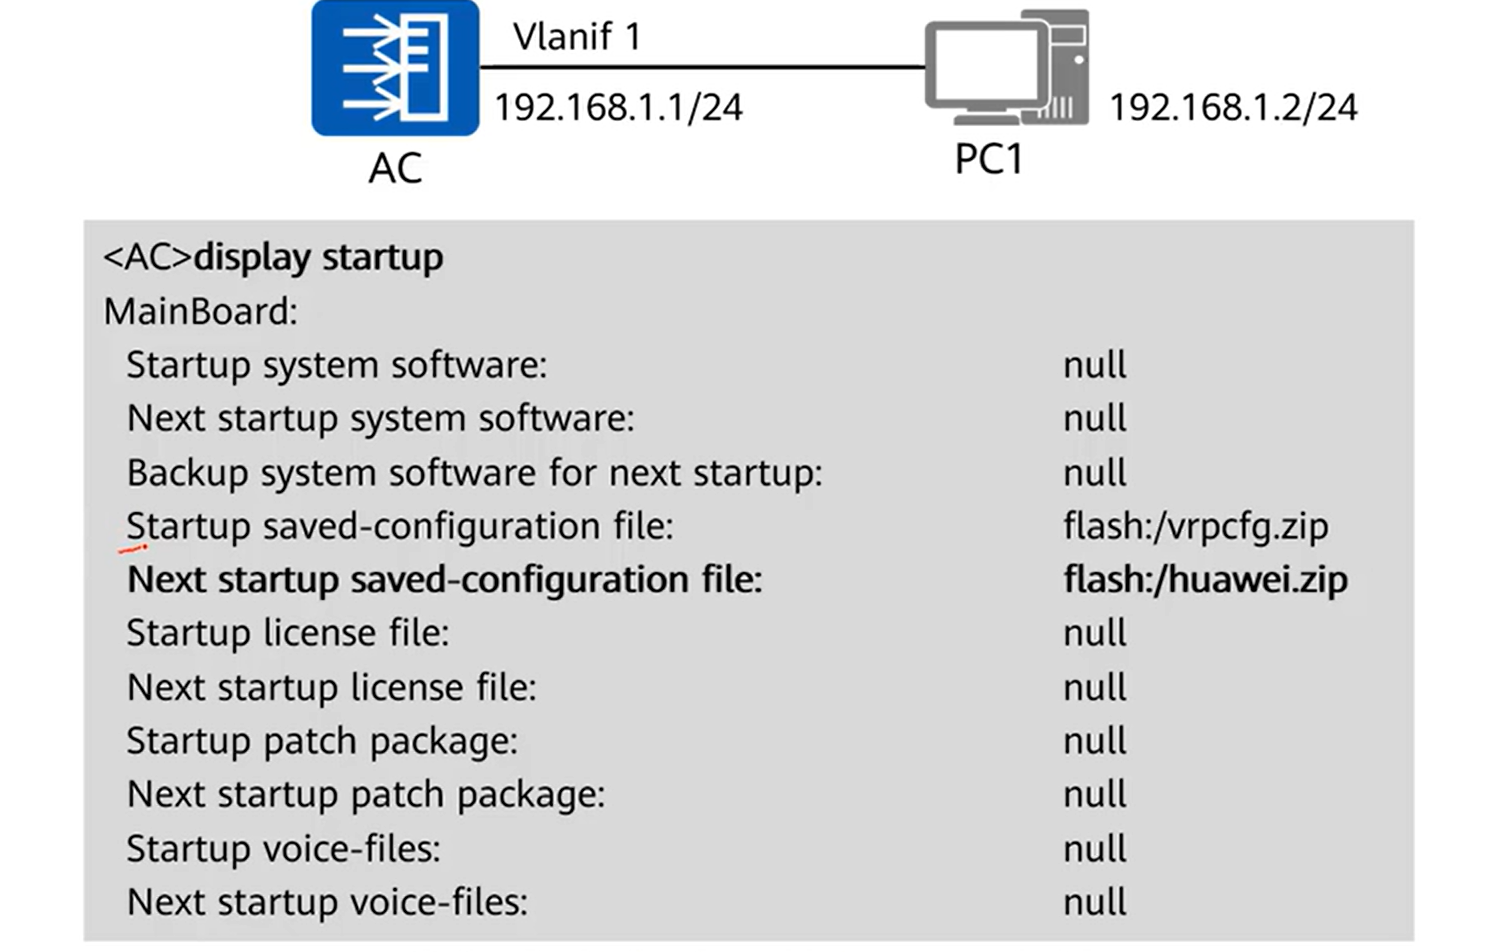 Vlanif 1
192.168.1.1/24
192.168.1.2/24
AC
PC1
<AC>display startup
MainBoard:
Startup system software: null
Next startup system software: null
Backup system software for next startup: null
Startup saved-configuration file: flash:/vrpcfg.zip
Next startup saved-configuration file: flash:/huawei.zip
Startup license file: null
Next startup license file: null
Startup patch package: null
Next startup patch package: null
Startup voice-files: null
Next startup voice-files: null